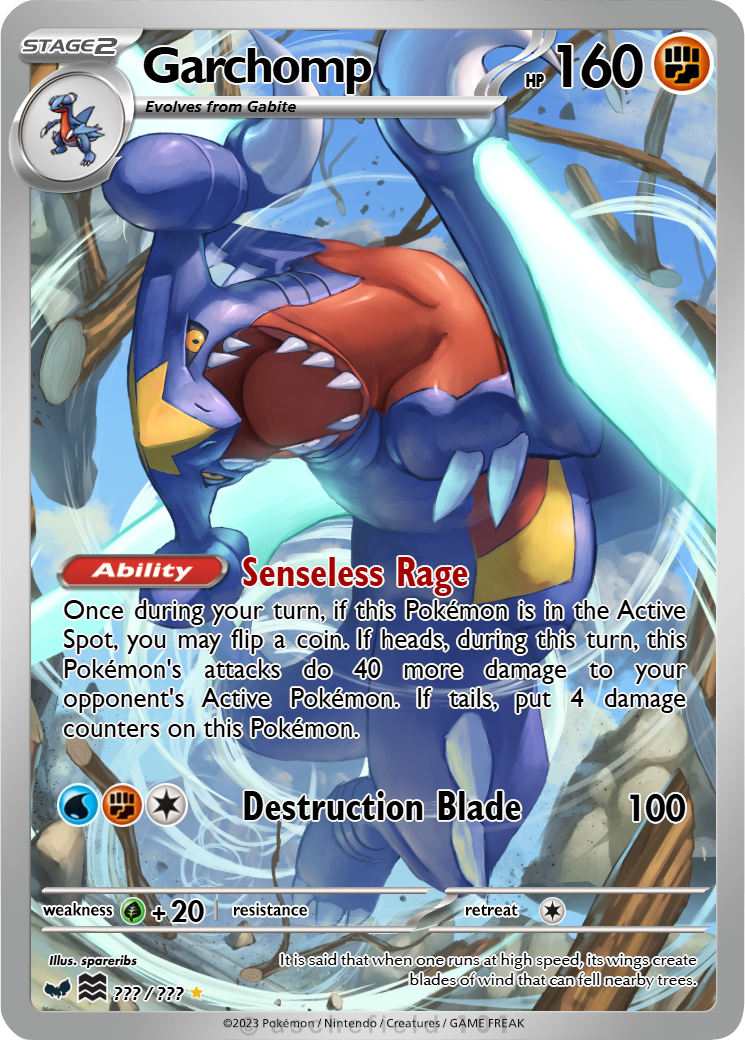 STAGE2
Garchomp
HP 160
Evolves from Gabite
Ability Senseless Rage
Once during your turn, if this Pokémon is in the Active
Spot, you may flip a coin. If heads, during this turn, this
Pokémon's attacks do 40 more damage to your
opponent's Active Pokémon. If tails, put 4 damage
counters on this Pokémon.
Destruction Blade 100
weakness + 20 resistance retreat
Illus. spareribs
It is said that when one runs at high speed, its wings create
blades of wind that can fell nearby trees.
??? / ???
©2023 Pokémon / Nintendo / Creatures / GAME FREAK